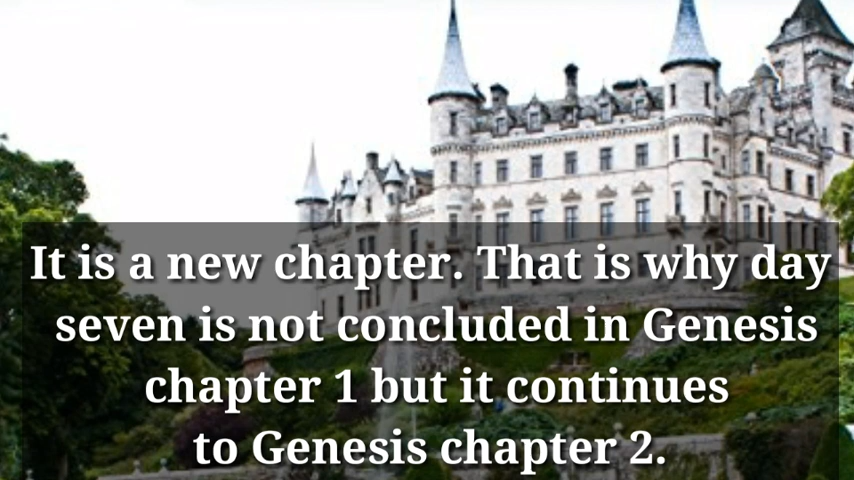 It is a new chapter. That is why day
seven is not concluded in Genesis
chapter 1 but it continues
to Genesis chapter 2.